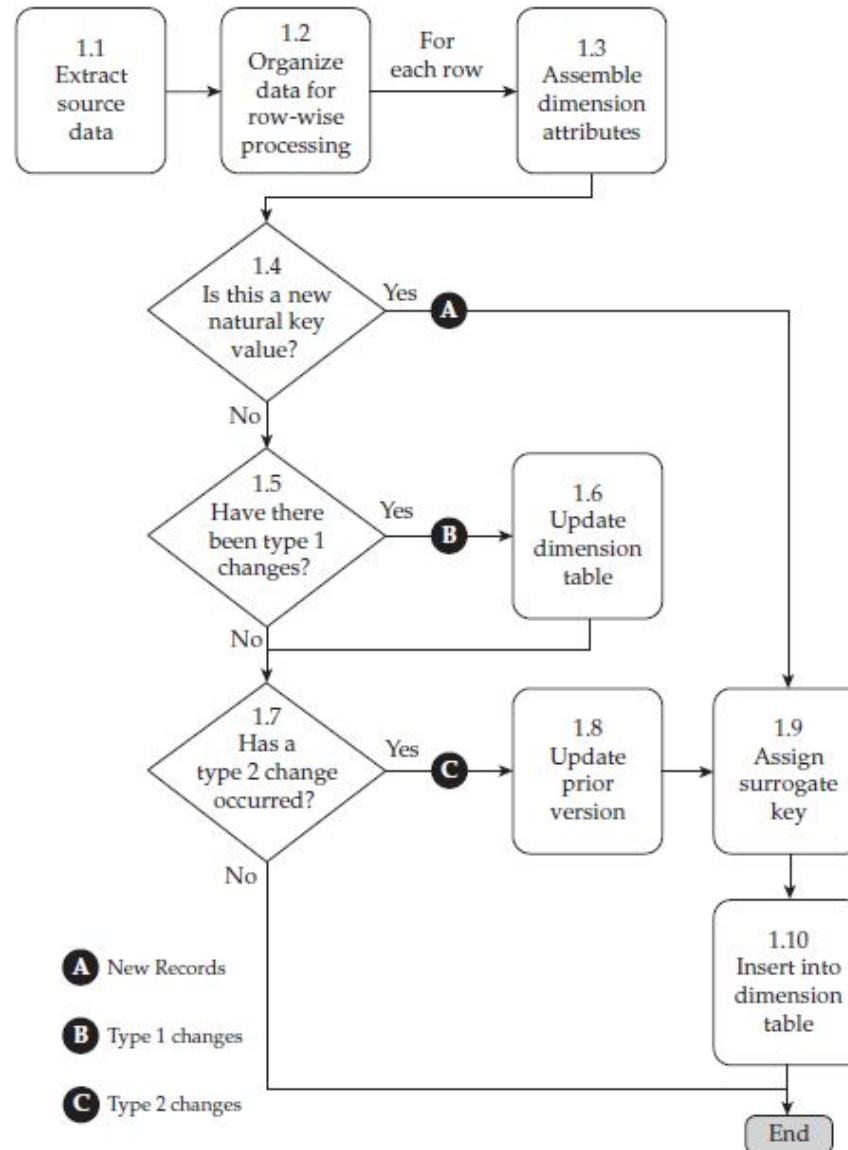 1.1
Extract
source
data
1.2
Organize
data for
row-wise
processing
For
each row
1.3
Assemble
dimension
attributes
1.4
Is this a new
natural key
value?
Yes
A
No
1.5
Have there
been type 1
changes?
Yes
B
1.6
Update
dimension
table
No
1.7
Has a
type 2 change
occurred?
Yes
C
1.8
Update
prior
version
1.9
Assign
surrogate
key
No
1.10
Insert into
dimension
table
A New Records
B Type 1 changes
C Type 2 changes
End